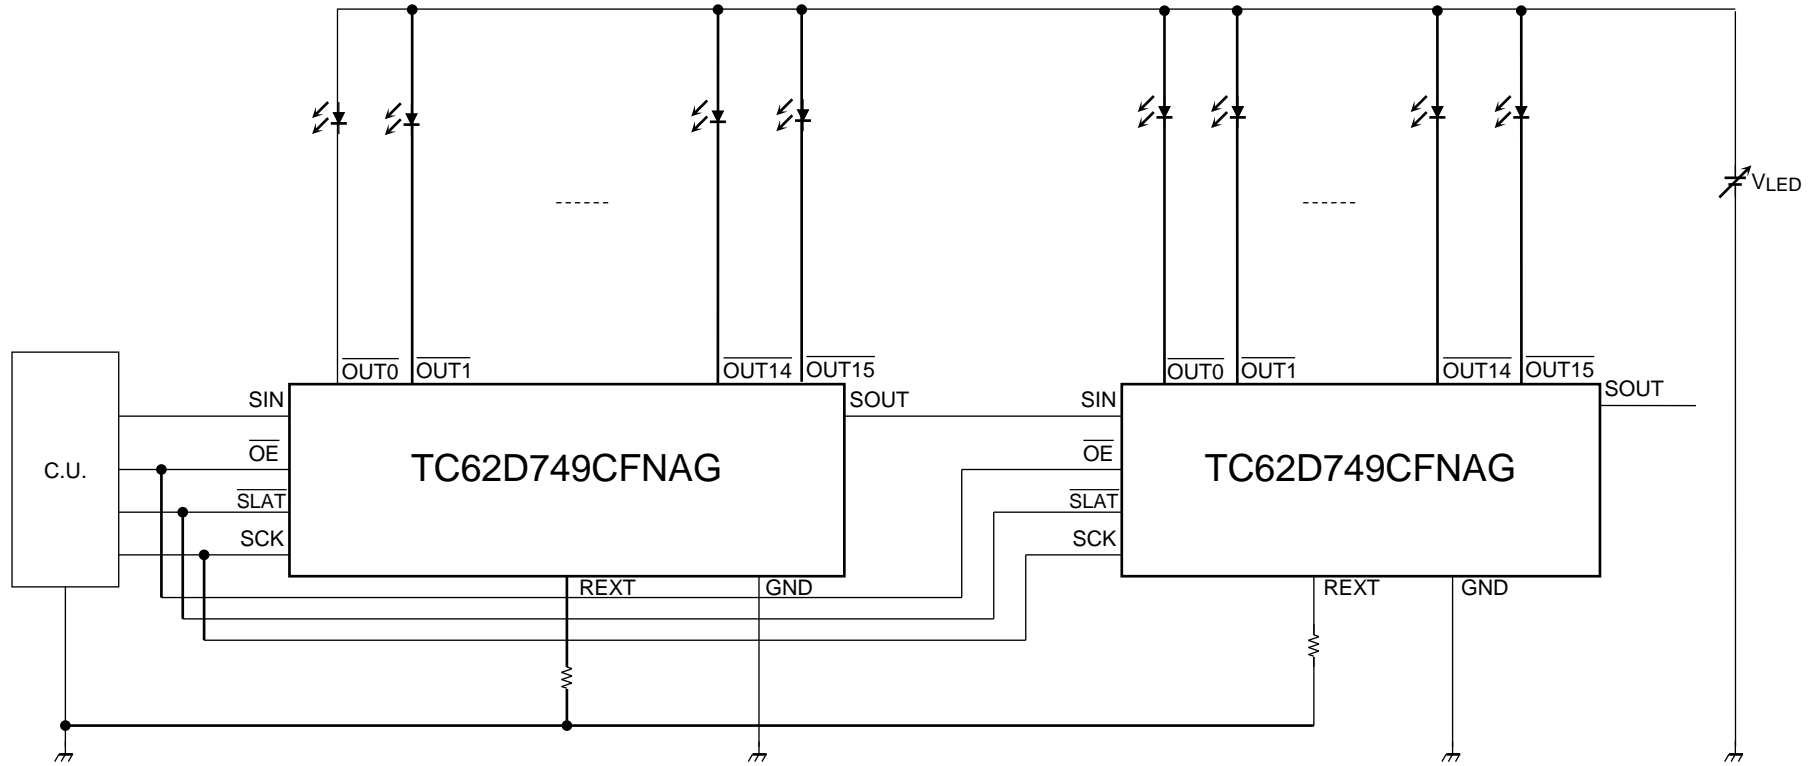 VLED
OUT0 OUT1 OUT14 OUT15 OUT0 OUT1 OUT14 OUT15
SIN SOUT SIN SOUT
OE OE
C.U. TC62D749CFNAG TC62D749CFNAG
SLAT SLAT
SCK SCK
REXT GND REXT GND